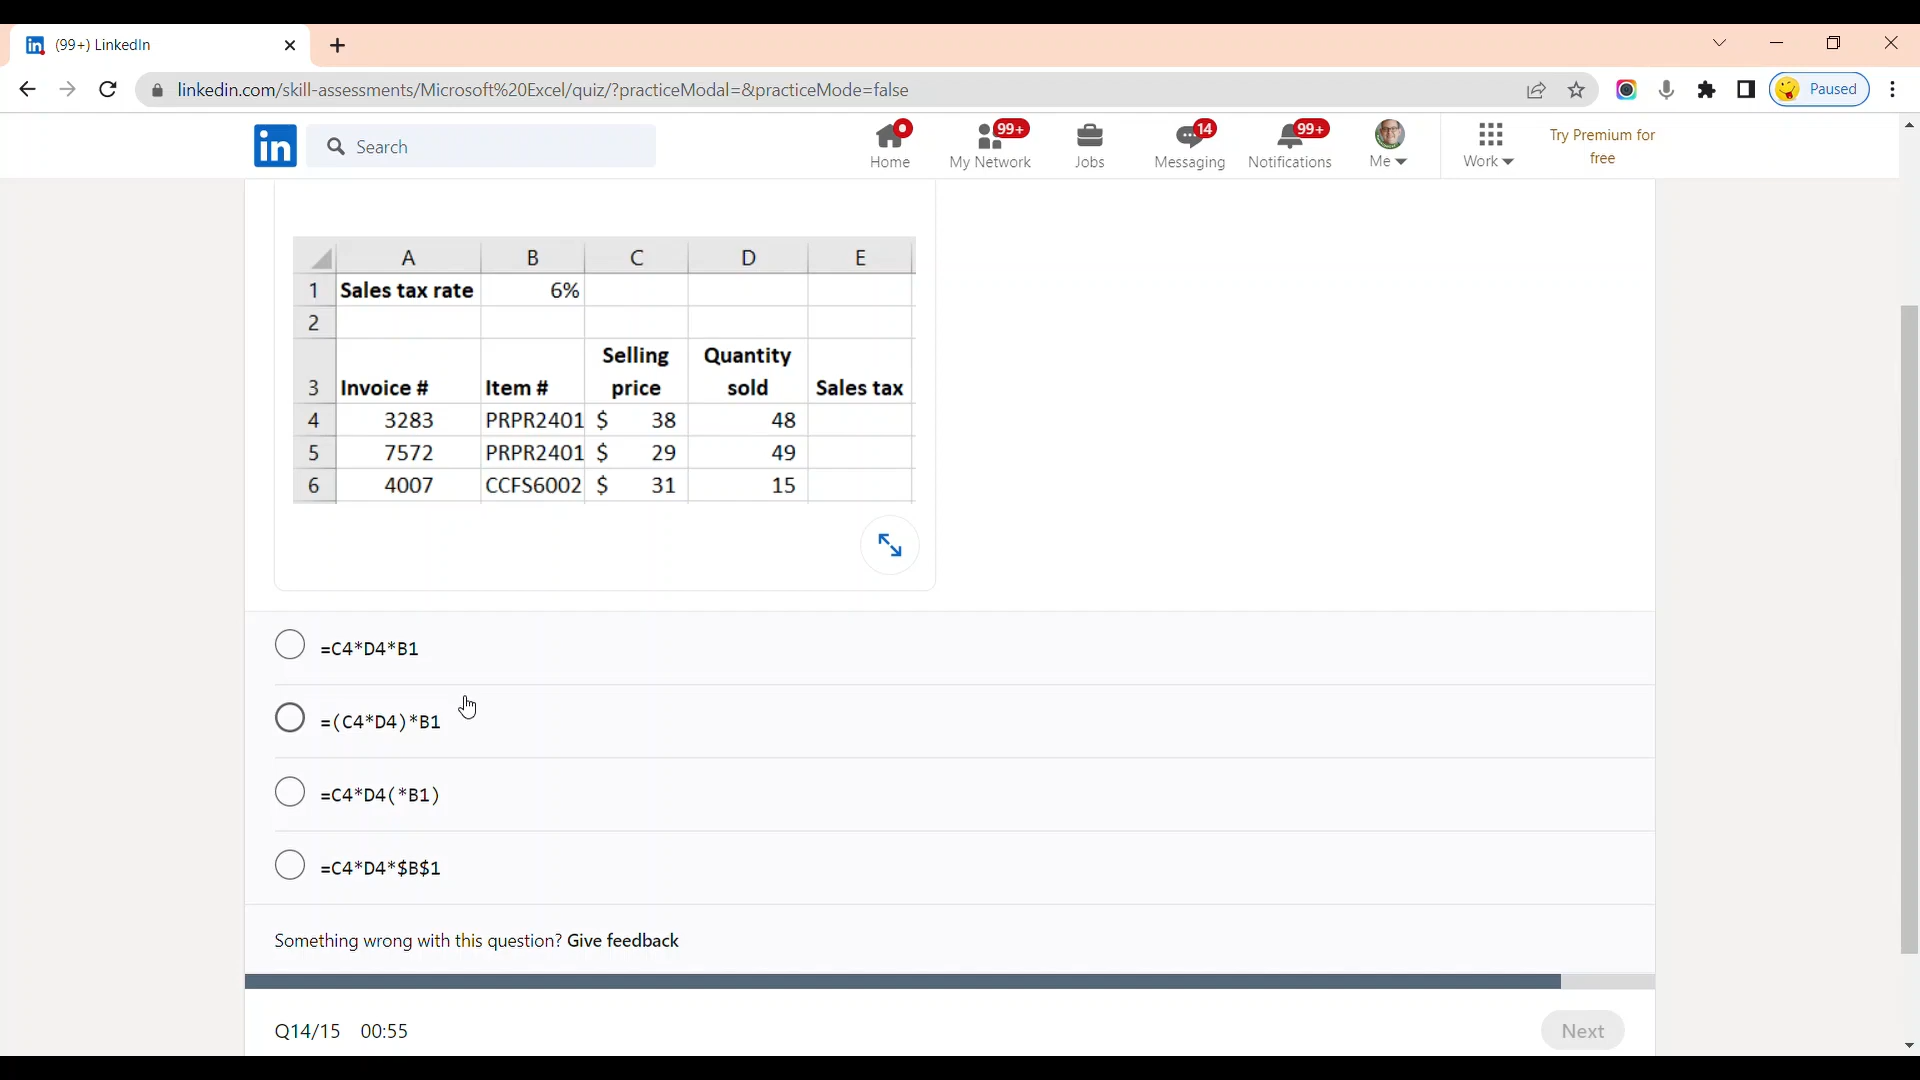 (99+) LinkedIn
linkedin.com/skill-assessments/Microsoft%20Excel/quiz/?practiceModal=&practiceMode=false
Paused
in
Search
99+ 14 99+
Home My Network Jobs Messaging Notifications Me Work
Try Premium for
free
A B C D E
1 Sales tax rate 6%
2
Selling Quantity
3 Invoice # Item # price sold Sales tax
4 3283 PRPR2401 $ 38 48
5 7572 PRPR2401 $ 29 49
6 4007 CCFS6002 $ 31 15
=C4*D4*B1
=(C4*D4)*B1
=C4*D4(*B1)
=C4*D4*$B$1
Something wrong with this question? Give feedback
Q14/15 00:55
Next